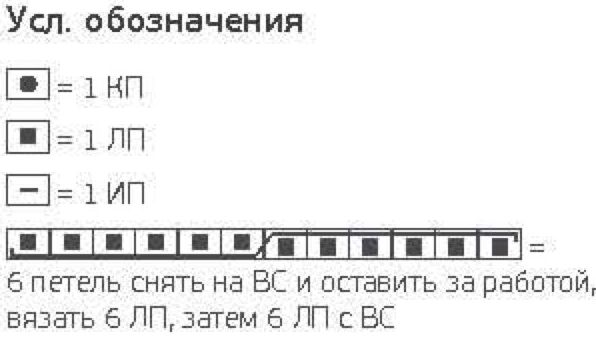 Усл. обозначения
= 1 КП
= 1 ЛП
= 1 ИП
=
6 петель снять на ВС и оставить за работой,
вязать 6 ЛП, затем 6 ЛП с ВС